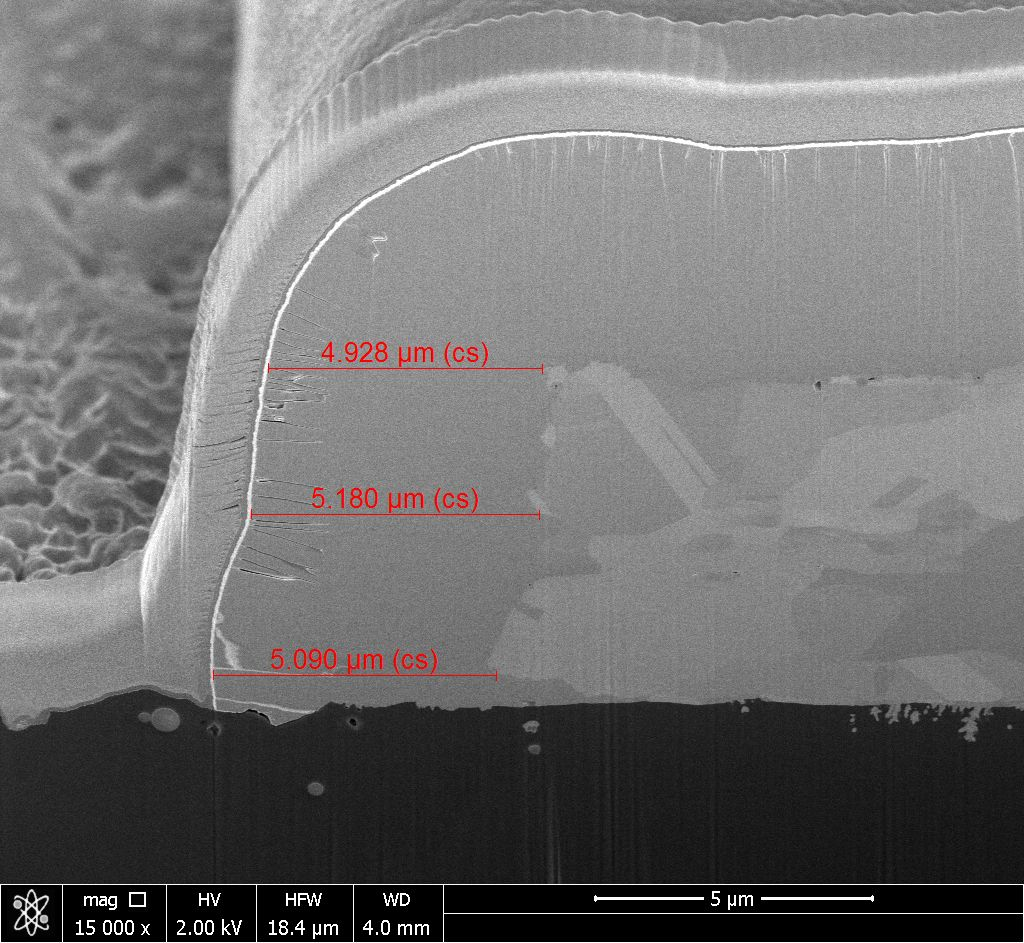 4.928 µm (cs)
5.180 µm (cs)
5.090 µm (cs)
mag HV HFW WD 5 µm
15 000 x 2.00 kV 18.4 µm 4.0 mm